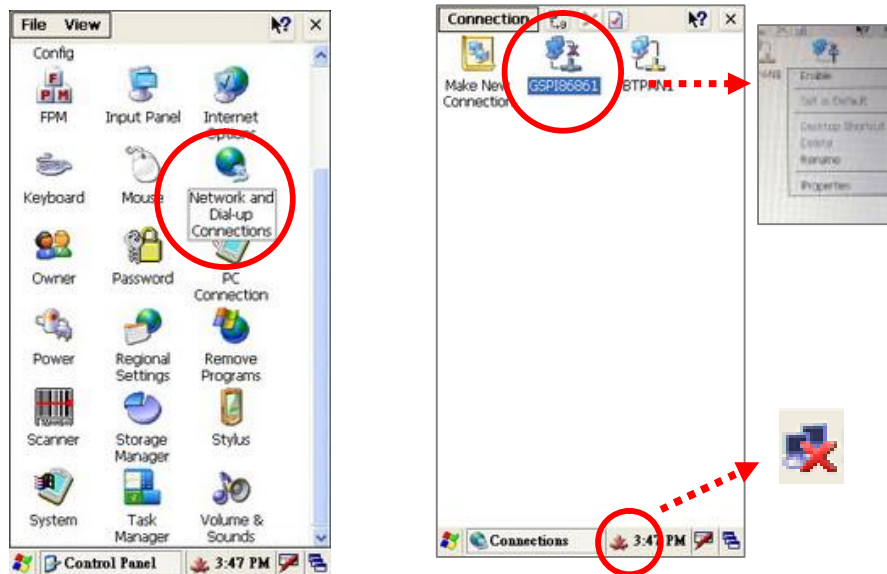 File View
Config
FPM
Input Panel
Internet Options
Keyboard
Mouse
Network and Dial-up Connections
Owner
Password
PC Connection
Power
Regional Settings
Remove Programs
Scanner
Storage Manager
Stylus
System
Task Manager
Volume & Sounds
Control Panel
3:47 PM
Connection
Make New Connection
GSPI86861
BTPAN1
Connections
3:47 PM
Enable
Set as Default
Desktop Shortcut
Delete
Rename
Properties